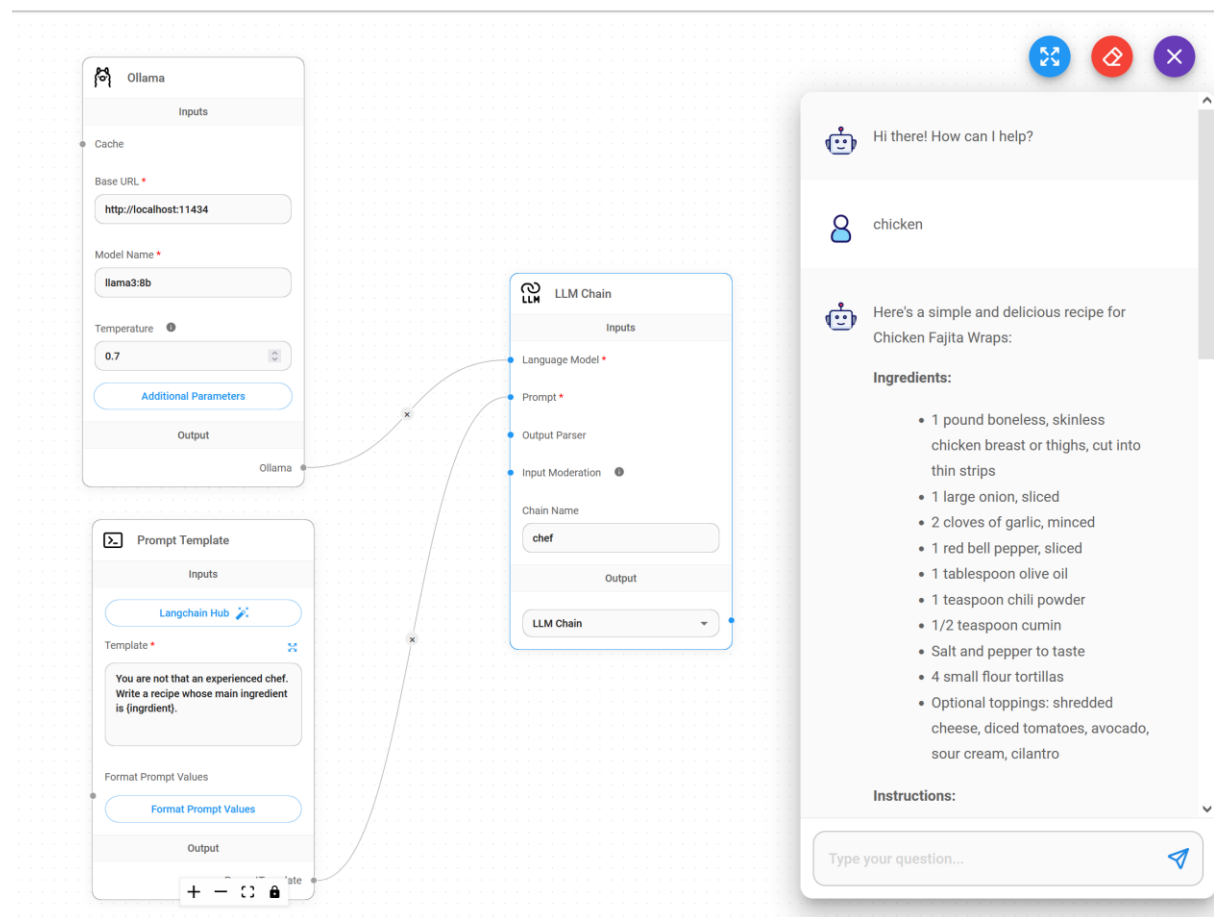 Ollama
Inputs
Cache
Base URL *
http://localhost:11434
Model Name *
llama3:8b
Temperature
0.7
Additional Parameters
Output
Ollama
Prompt Template
Inputs
Langchain Hub
Template *
You are not that an experienced chef.
Write a recipe whose main ingredient
is {ingrdient}.
Format Prompt Values
Format Prompt Values
Output
LLM
LLM Chain
Inputs
Language Model *
Prompt *
Output Parser
Input Moderation
Chain Name
chef
Output
LLM Chain
Hi there! How can I help?
chicken
Here's a simple and delicious recipe for
Chicken Fajita Wraps:
Ingredients:
• 1 pound boneless, skinless
chicken breast or thighs, cut into
thin strips
• 1 large onion, sliced
• 2 cloves of garlic, minced
• 1 red bell pepper, sliced
• 1 tablespoon olive oil
• 1 teaspoon chili powder
• 1/2 teaspoon cumin
• Salt and pepper to taste
• 4 small flour tortillas
• Optional toppings: shredded
cheese, diced tomatoes, avocado,
sour cream, cilantro
Instructions:
Type your question...